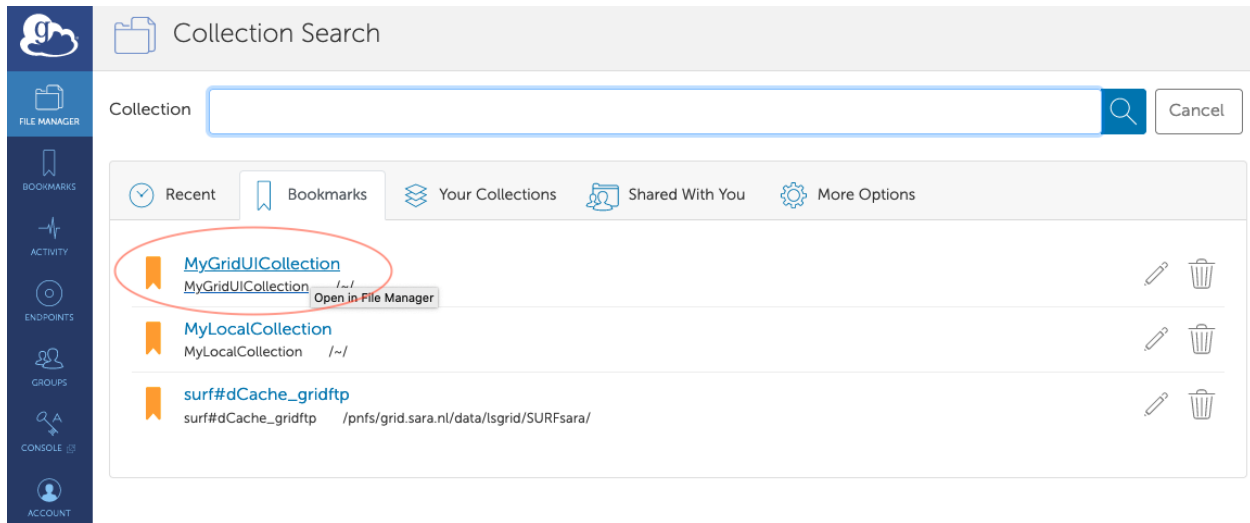 g
Collection Search
FILE MANAGER
Collection
Cancel
BOOKMARKS
Recent
Bookmarks
Your Collections
Shared With You
More Options
ACTIVITY
MyGridUICollection
MyGridUICollection /~/
Open in File Manager
ENDPOINTS
MyLocalCollection
MyLocalCollection /~/
GROUPS
surf#dCache_gridftp
surf#dCache_gridftp /pnfs/grid.sara.nl/data/lsgrid/SURFsara/
CONSOLE
ACCOUNT